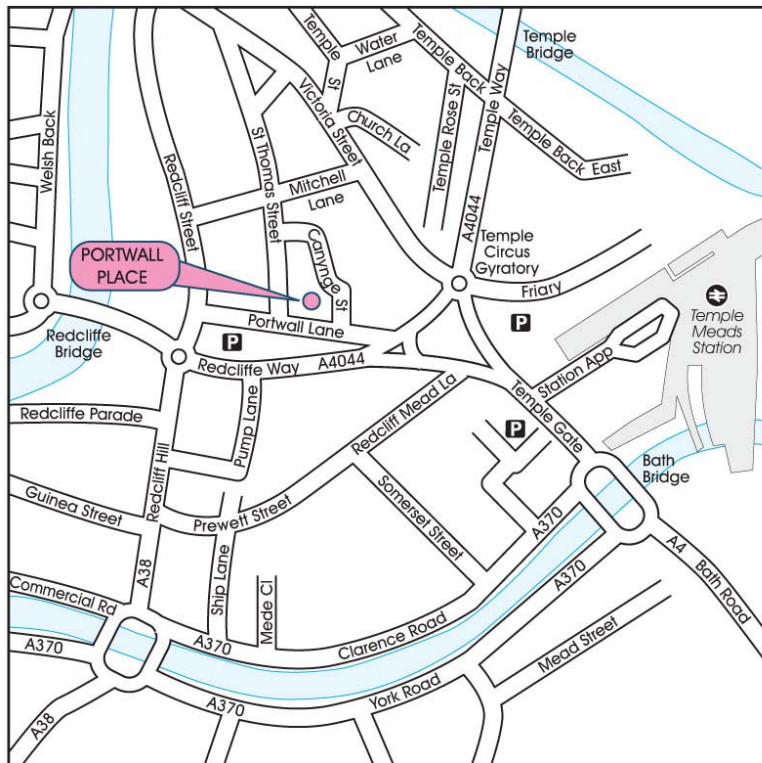 Temple
Bridge
Water
Lane
Temple St
Temple Back
Temple Way
Welsh Back
Victoria Street
Church La
Temple Rose St
Temple Back
East
Redcliff Street
St Thomas Street
Mitchell
Lane
A4044
Canynge St
Temple
Circus
Gyratory
PORTWALL
PLACE
Friary
Portwall Lane
P
Temple
Meads
Station
Redcliffe
Bridge
P
Redcliffe Way
A4044
Station App
Temple Gate
Redcliffe Parade
Pump Lane
Redcliff Mead La
P
Redcliff Hill
Bath
Bridge
Guinea Street
Prewett Street
Somerset Street
A370
A4
A38
Ship Lane
Mede Cl
A370
Bath Road
Commercial Rd
A370
Clarence Road
A370
Mead Street
York Road
A370
A38